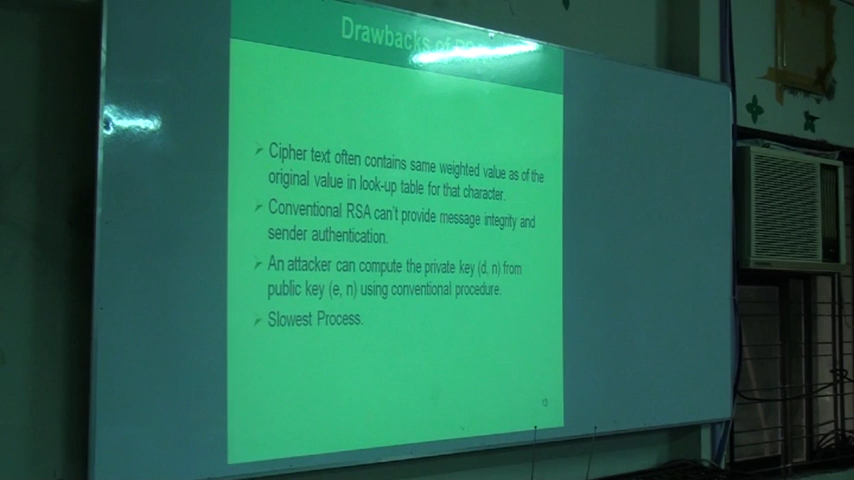 Drawbacks of
Cipher text often contains same weighted value as of the
original value in look-up table for that character.
Conventional RSA can't provide message integrity and
sender authentication.
An attacker can compute the private key (d, n) from
public key (e, n) using conventional procedure.
Slowest Process.